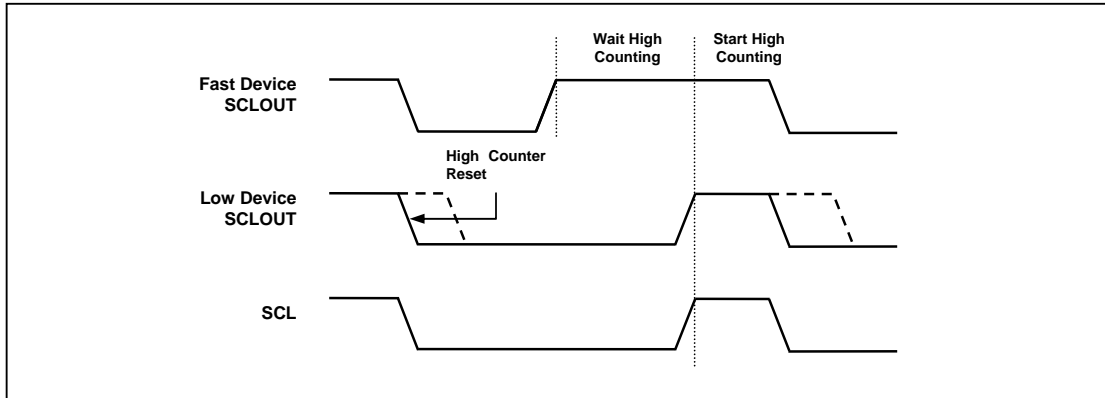 Wait High
Counting
Start High
Counting
Fast Device
SCLOUT
High Counter
Reset
Low Device
SCLOUT
SCL